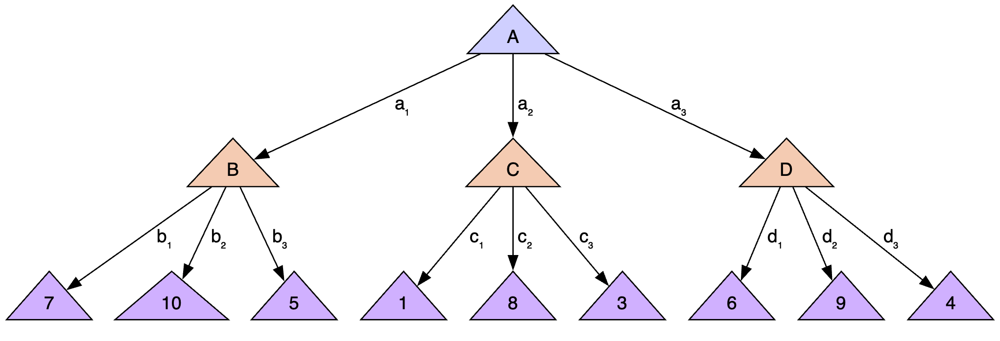 A
a₁ a₂ a₃
B C D
b₁ b₂ b₃ c₁ c₂ c₃ d₁ d₂ d₃
7 10 5 1 8 3 6 9 4